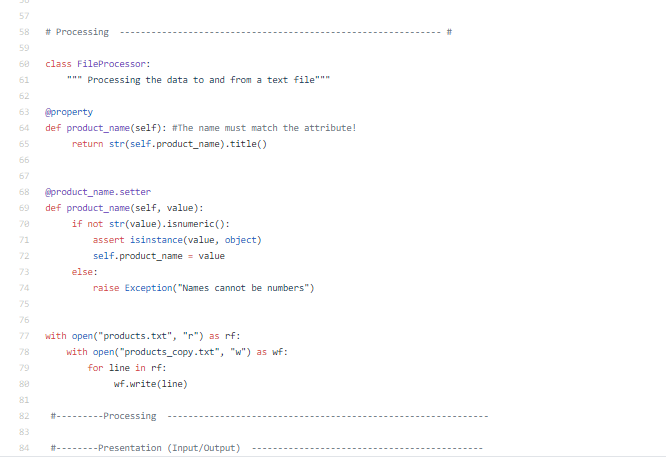 57
58 # Processing ------------------------------------------------------------- #
59
60 class FileProcessor:
61 """ Processing the data to and from a text file"""
62
63 @property
64 def product_name(self): #The name must match the attribute!
65 return str(self.product_name).title()
66
67
68 @product_name.setter
69 def product_name(self, value):
70 if not str(value).isnumeric():
71 assert isinstance(value, object)
72 self.product_name = value
73 else:
74 raise Exception("Names cannot be numbers")
75
76
77 with open("products.txt", "r") as rf:
78 with open("products_copy.txt", "w") as wf:
79 for line in rf:
80 wf.write(line)
81
82 #---------Processing -------------------------------------------------------------
83
84 #--------Presentation (Input/Output) --------------------------------------------